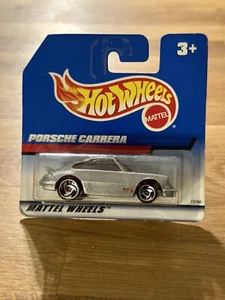 3+
Hot Wheels
MATTEL
PORSCHE CARRERA
MATTEL WHEELS